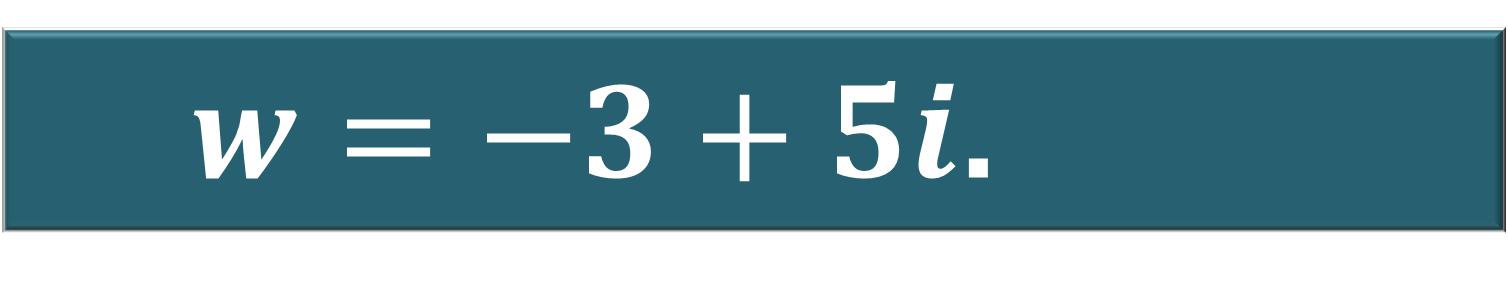 w = −3 + 5i.